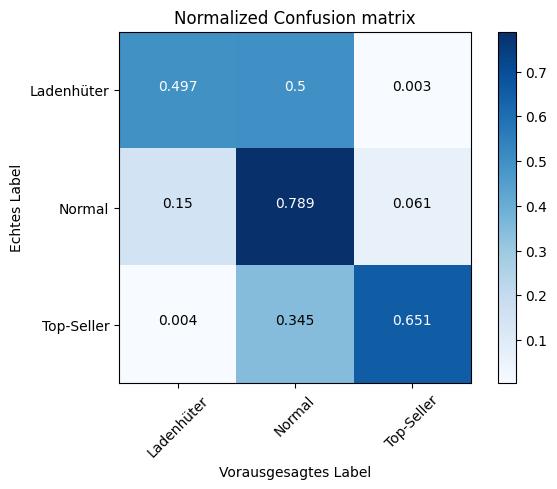 Normalized Confusion matrix
Echtes Label
Ladenhüter
0.497 0.5 0.003
Normal
0.15 0.789 0.061
Top-Seller
0.004 0.345 0.651
Ladenhüter
Normal
Top-Seller
Vorausgesagtes Label
0.7
0.6
0.5
0.4
0.3
0.2
0.1